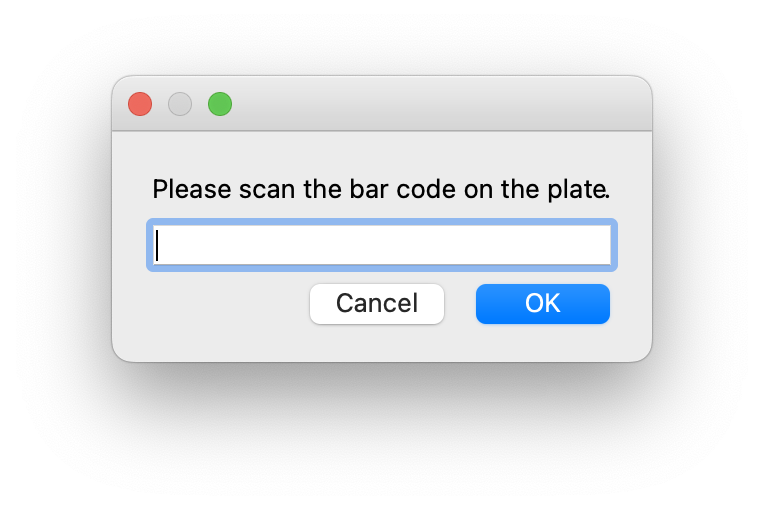 Please scan the bar code on the plate.
Cancel
OK